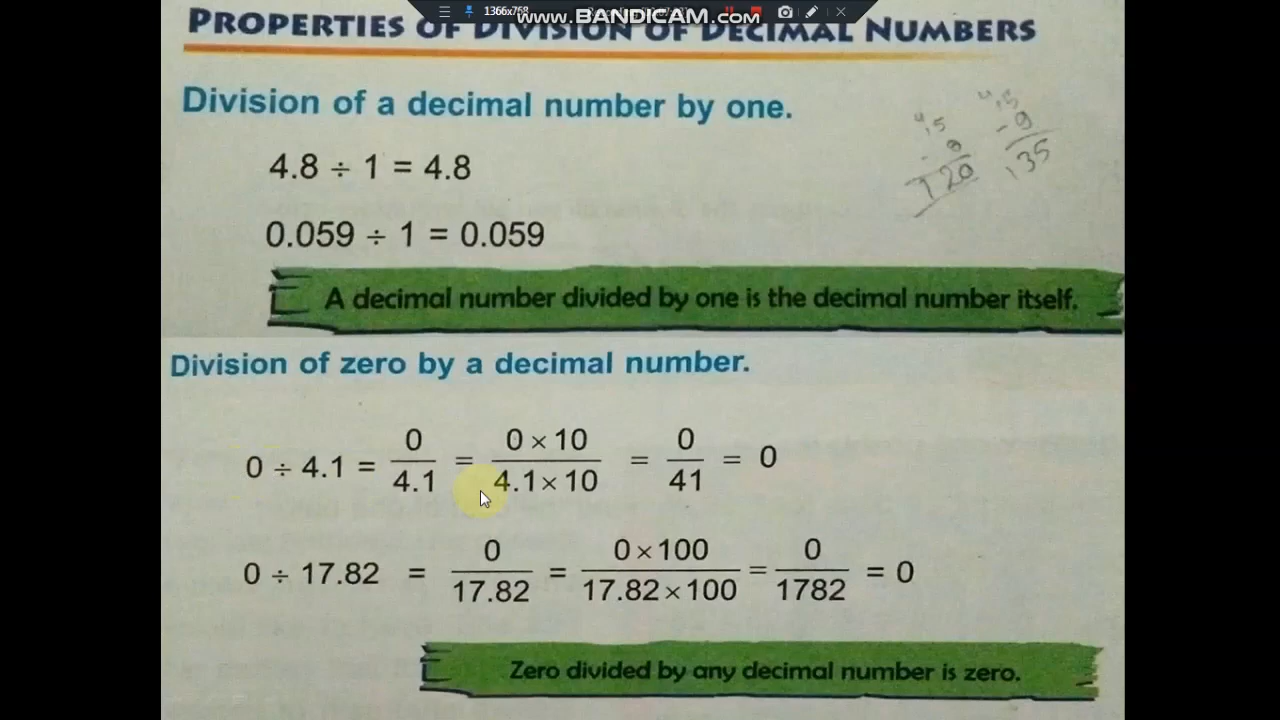 1366x768
www.BANDICAM.com
PROPERTIES OF DIVISION OF DECIMAL NUMBERS
Division of a decimal number by one.
4.8 ÷ 1 = 4.8
0.059 ÷ 1 = 0.059
A decimal number divided by one is the decimal number itself.
Division of zero by a decimal number.
0 ÷ 4.1 = 0/4.1 = 0 × 10/4.1 × 10 = 0/41 = 0
0 ÷ 17.82 = 0/17.82 = 0 × 100/17.82 × 100 = 0/1782 = 0
Zero divided by any decimal number is zero.